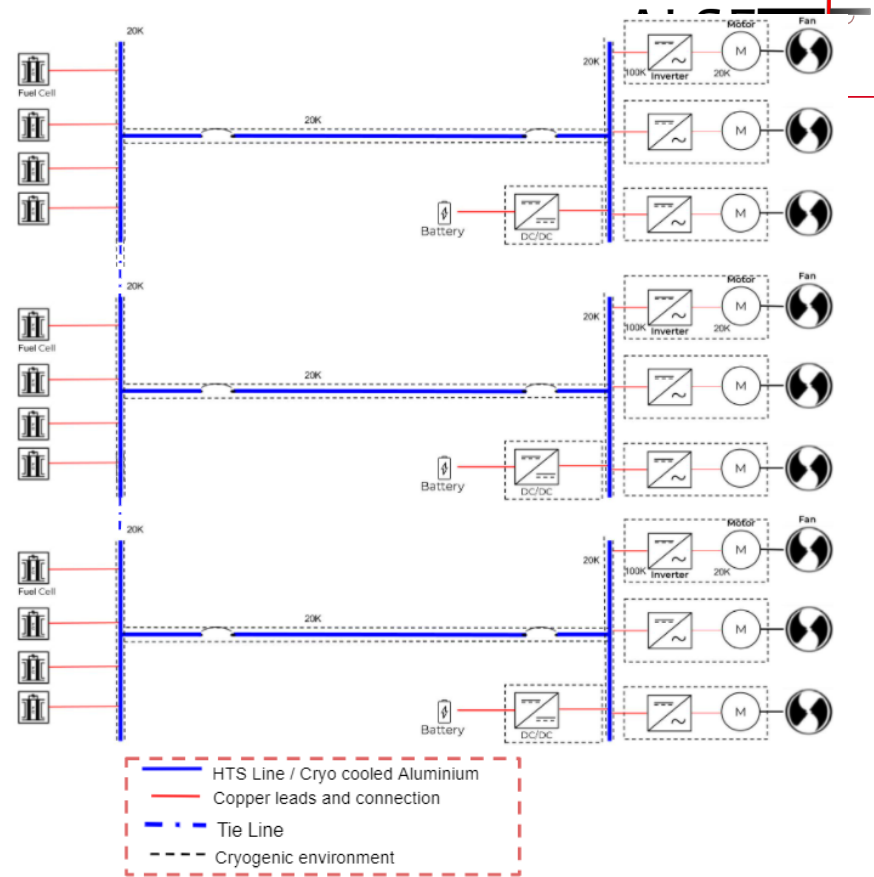 Motor
Fan
20K
20K
100K
Inverter
20K
Fuel Cell
20K
Battery
DC/DC
20K
Motor
Fan
20K
100K
Inverter
20K
Fuel Cell
20K
Battery
DC/DC
20K
Motor
Fan
20K
100K
Inverter
20K
Fuel Cell
20K
Battery
DC/DC
HTS Line / Cryo cooled Aluminium
Copper leads and connection
Tie Line
Cryogenic environment